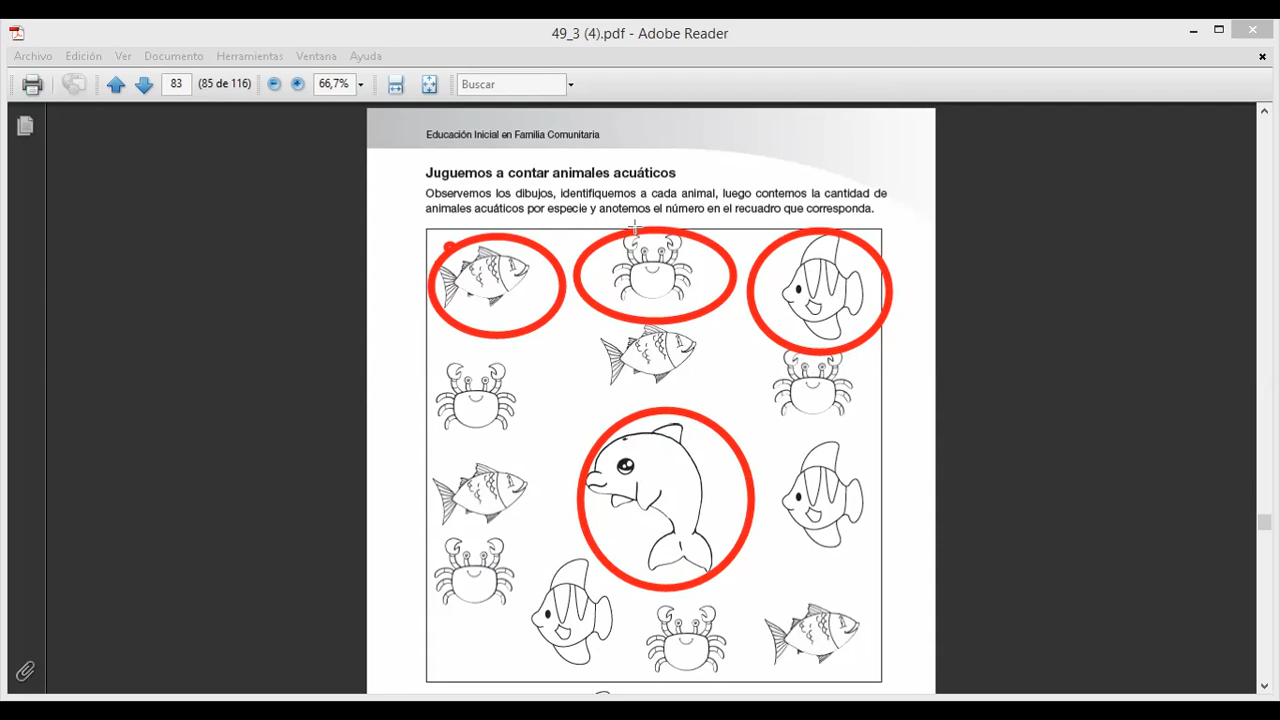 49_3 (4).pdf - Adobe Reader
Archivo Edición Ver Documento Herramientas Ventana Ayuda
83 (85 de 116) 66,7% Buscar
Educación Inicial en Familia Comunitaria
Juguemos a contar animales acuáticos
Observemos los dibujos, identifiquemos a cada animal, luego contemos la cantidad de
animales acuáticos por especie y anotemos el número en el recuadro que corresponda.